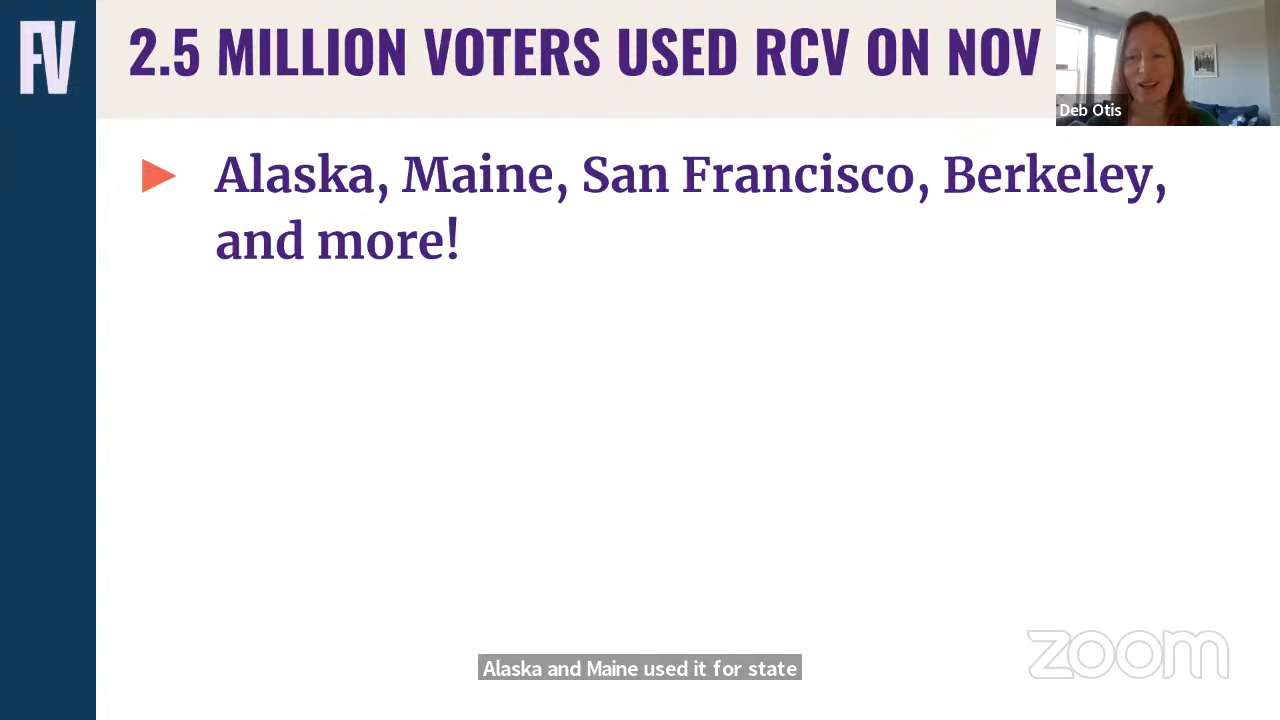 FV
2.5 MILLION VOTERS USED RCV ON NOV
Deb Otis
Alaska, Maine, San Francisco, Berkeley,
and more!
zoom
Alaska and Maine used it for state